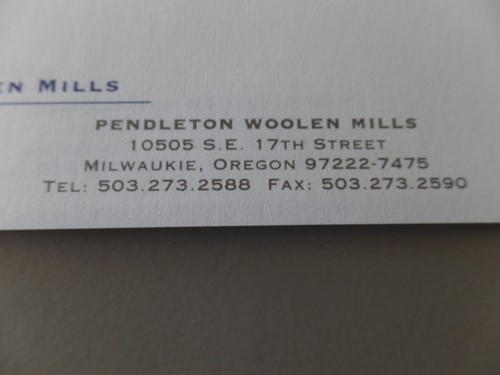 EN MILLS
PENDLETON WOOLEN MILLS
10505 S.E. 17TH STREET
MILWAUKIE, OREGON 97222-7475
TEL: 503.273.2588 FAX: 503.273.2590